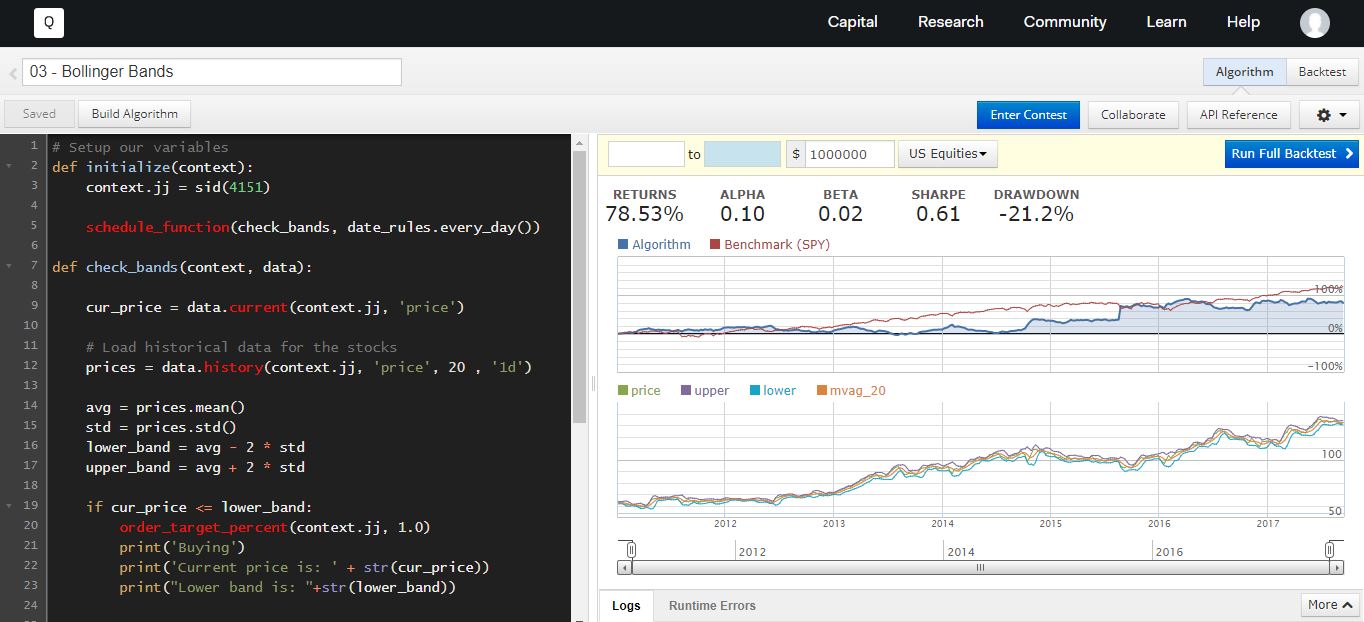 Q
Capital Research Community Learn Help
03 - Bollinger Bands
Algorithm Backtest
Saved Build Algorithm
Enter Contest Collaborate API Reference
1 # Setup our variables
2 def initialize(context):
3 context.jj = sid(4151)
4
5 schedule_function(check_bands, date_rules.every_day())
6
7 def check_bands(context, data):
8
9 cur_price = data.current(context.jj, 'price')
10
11 # Load historical data for the stocks
12 prices = data.history(context.jj, 'price', 20 , '1d')
13
14 avg = prices.mean()
15 std = prices.std()
16 lower_band = avg - 2 * std
17 upper_band = avg + 2 * std
18
19 if cur_price <= lower_band:
20 order_target_percent(context.jj, 1.0)
21 print('Buying')
22 print('Current price is: ' + str(cur_price))
23 print("Lower band is: "+str(lower_band))
24
to $ 1000000 US Equities
Run Full Backtest
RETURNS ALPHA BETA SHARPE DRAWDOWN
78.53% 0.10 0.02 0.61 -21.2%
Algorithm Benchmark (SPY)
100%
0%
-100%
price upper lower mvag_20
100
50
2012 2013 2014 2015 2016 2017
2012 2014 2016
Logs Runtime Errors More